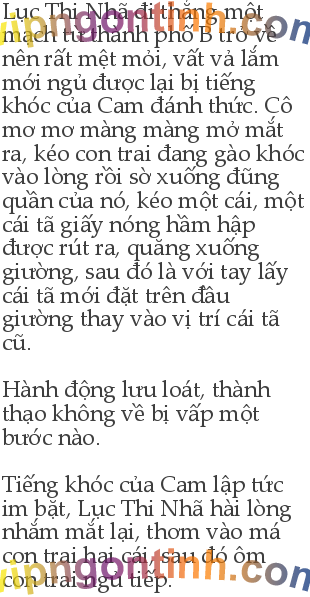 Lục Thi Nhã đi thẳng một
mạch từ thành phố B trở về
nên rất mệt mỏi, vất vả lắm
mới ngủ được lại bị tiếng
khóc của Cam đánh thức. Cô
mơ mơ màng màng mở mắt
ra, kéo con trai đang gào khóc
vào lòng rồi sờ xuống đũng
quần của nó, kéo một cái, một
cái tã giấy nóng hầm hập
được rút ra, quăng xuống
giường, sau đó là với tay lấy
cái tã mới đặt trên đầu
giường thay vào vị trí cái tã
cũ.
Hành động lưu loát, thành
thạo không về bị vấp một
bước nào.
Tiếng khóc của Cam lập tức
im bặt, Lục Thi Nhã hài lòng
nhắm mắt lại, thơm vào má
con trai hai cái, sau đó ôm
con trai ngủ tiếp.
vipngontinh.com
vipngontinh.com